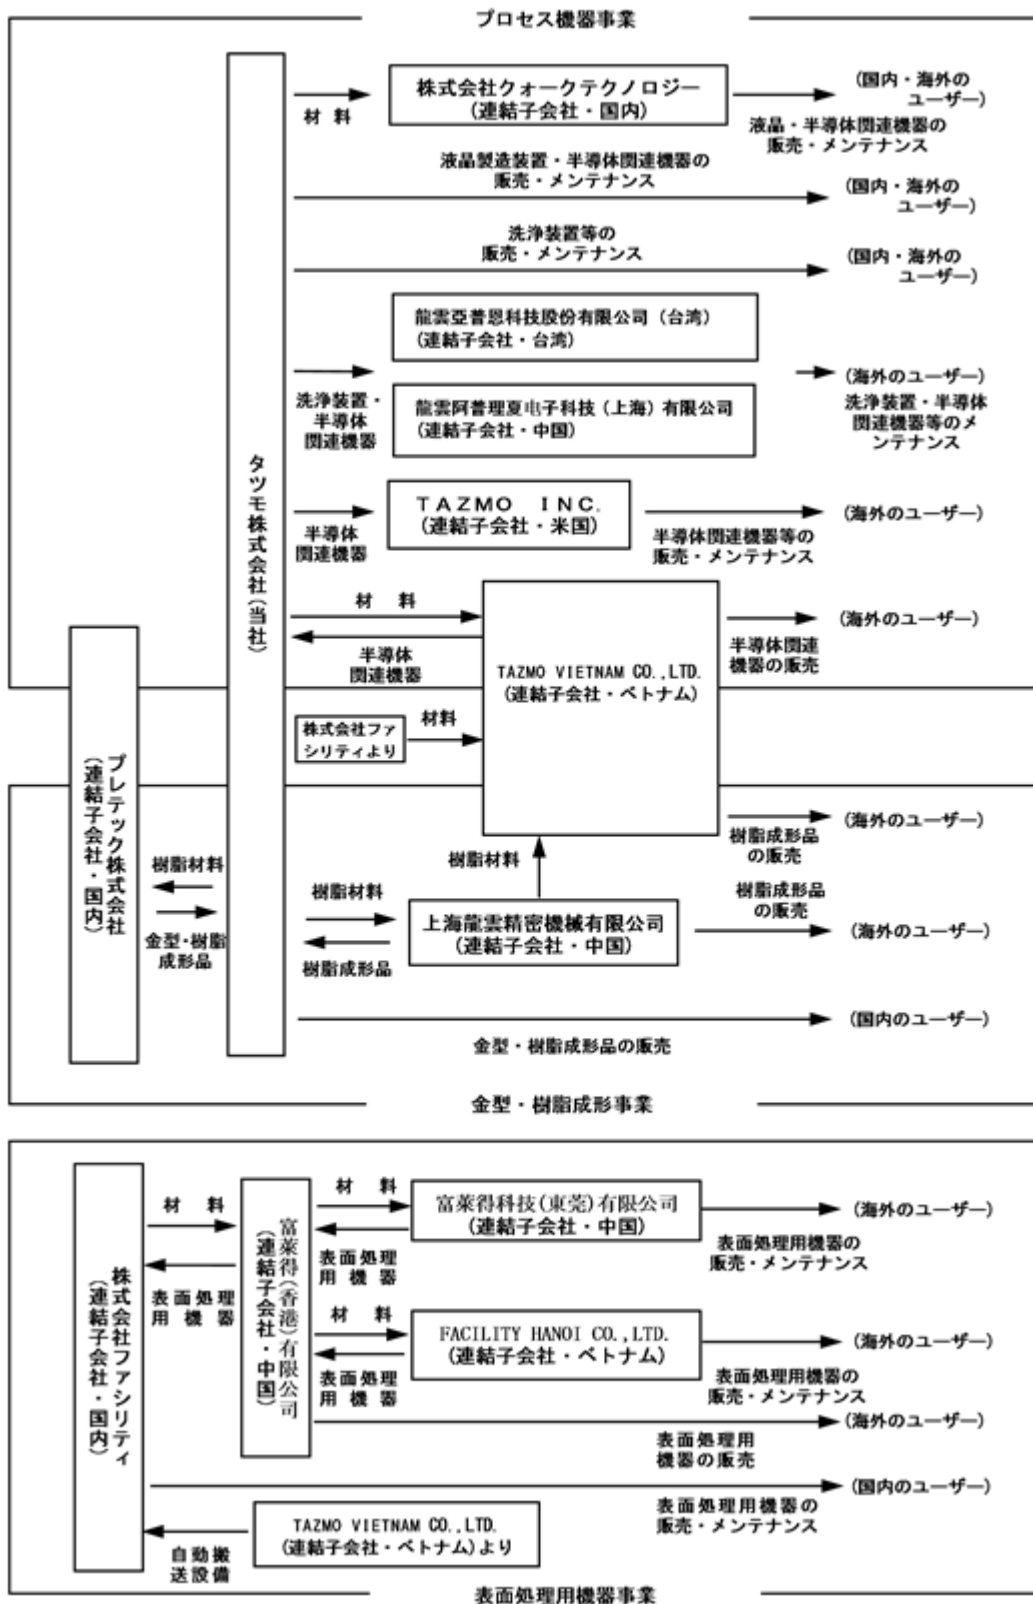 プロセス機器事業
株式会社クォークテクノロジー
(連結子会社・国内)
材 料
(国内・海外の
ユーザー)
液晶・半導体関連機器の
販売・メンテナンス
液晶製造装置・半導体関連機器の
販売・メンテナンス
(国内・海外の
ユーザー)
洗浄装置等の
販売・メンテナンス
(国内・海外の
ユーザー)
龍雲亞普恩科技股份有限公司(台湾)
(連結子会社・台湾)
龍雲阿普理夏电子科技(上海)有限公司
(連結子会社・中国)
洗浄装置・
半導体
関連機器
(海外のユーザー)
洗浄装置・半導体
関連機器等のメ
ンテナンス
タツモ株式会社(当社)
TAZMO INC.
(連結子会社・米国)
半導体
関連機器
(海外のユーザー)
半導体関連機器等の
販売・メンテナンス
材 料
半導体
関連機器
TAZMO VIETNAM CO.,LTD.
(連結子会社・ベトナム)
(海外のユーザー)
半導体関連
機器の販売
株式会社ファ
シリティより
材料
プレテック株式会社
(連結子会社・国内)
(海外のユーザー)
樹脂成形品
の販売
樹脂材料
樹脂材料
金型・樹脂
成形品
樹脂材料
樹脂成形品
上海龍雲精密機械有限公司
(連結子会社・中国)
樹脂成形品
の販売
(海外のユーザー)
(国内のユーザー)
金型・樹脂成形品の販売
金型・樹脂成形事業
株式会社ファシリティ
(連結子会社・国内)
材 料
表面処理
用機器
富萊得(香港)有限公司
(連結子会社・中国)
材 料
表面処理
用機器
富萊得科技(東莞)有限公司
(連結子会社・中国)
(海外のユーザー)
表面処理用機器の
販売・メンテナンス
材 料
表面処理
用機器
FACILITY HANOI CO.,LTD.
(連結子会社・ベトナム)
(海外のユーザー)
表面処理用機器の
販売・メンテナンス
(海外のユーザー)
表面処理用
機器の販売
(国内のユーザー)
表面処理用機器の
販売・メンテナンス
TAZMO VIETNAM CO.,LTD.
(連結子会社・ベトナム)より
自動搬
送設備
表面処理用機器事業